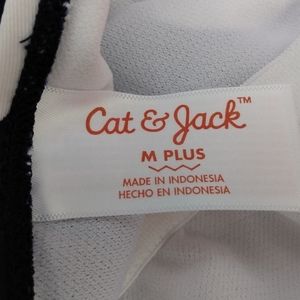 Cat & Jack™
M PLUS
MADE IN INDONESIA
HECHO EN INDONESIA